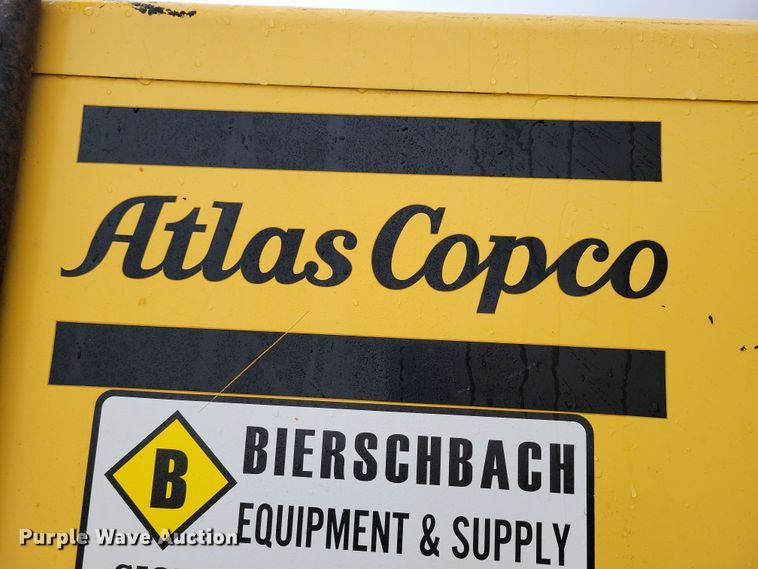 Atlas Copco
B
BIERSCHBACH
EQUIPMENT & SUPPLY
Purple Wave Auction